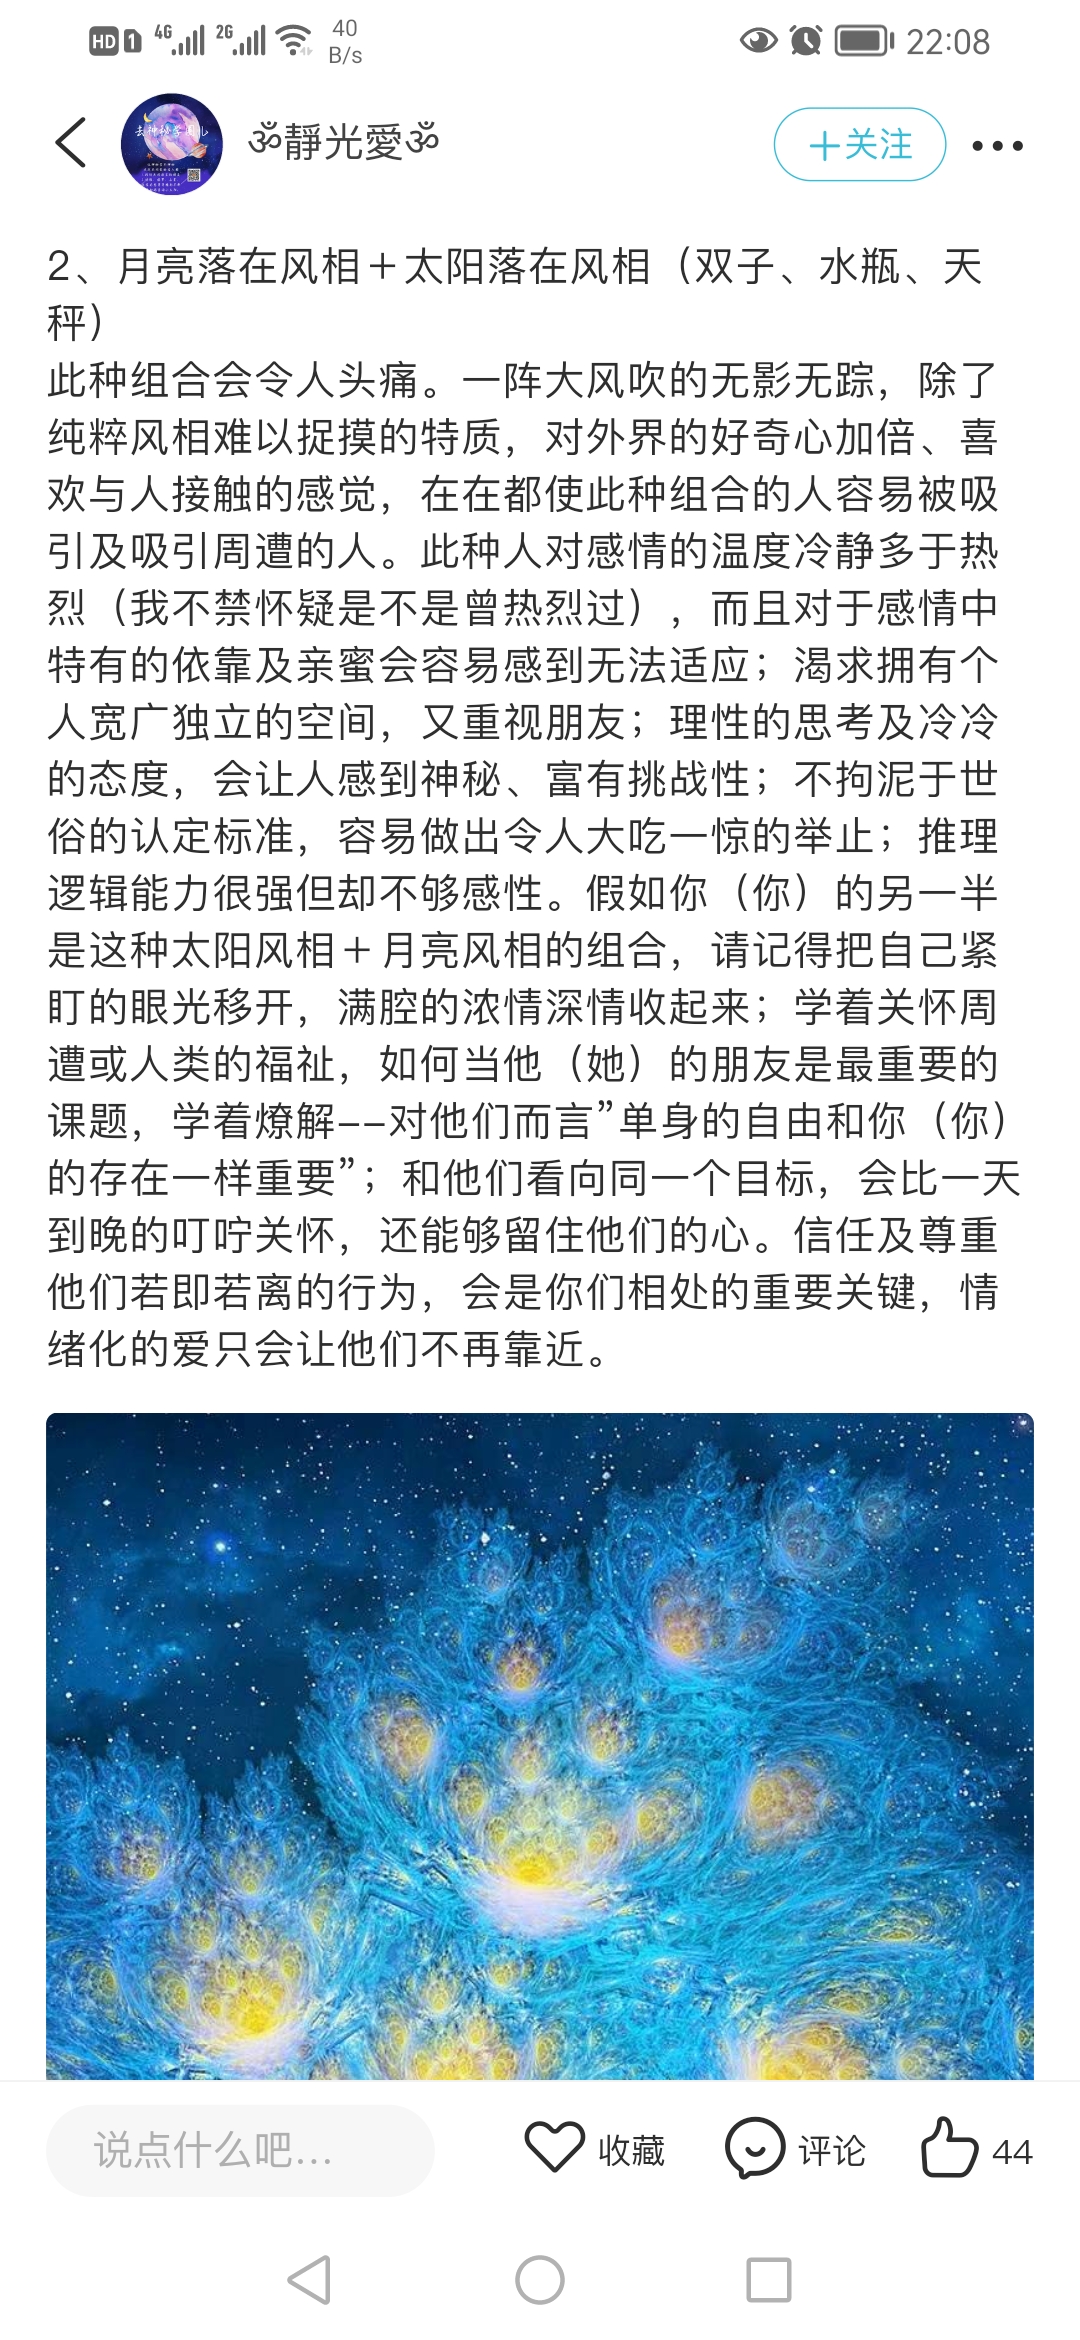 HD 1 4G 2G 40 B/s 22:08
ॐ靜光愛ॐ
+关注
2、月亮落在风相＋太阳落在风相（双子、水瓶、天
秤）
此种组合会令人头痛。一阵大风吹的无影无踪，除了
纯粹风相难以捉摸的特质，对外界的好奇心加倍、喜
欢与人接触的感觉，在在都使此种组合的人容易被吸
引及吸引周遭的人。此种人对感情的温度冷静多于热
烈（我不禁怀疑是不是曾热烈过），而且对于感情中
特有的依靠及亲蜜会容易感到无法适应；渴求拥有个
人宽广独立的空间，又重视朋友；理性的思考及冷冷
的态度，会让人感到神秘、富有挑战性；不拘泥于世
俗的认定标准，容易做出令人大吃一惊的举止；推理
逻辑能力很强但却不够感性。假如你（你）的另一半
是这种太阳风相＋月亮风相的组合，请记得把自己紧
盯的眼光移开，满腔的浓情深情收起来；学着关怀周
遭或人类的福祉，如何当他（她）的朋友是最重要的
课题，学着燎解--对他们而言”单身的自由和你（你）
的存在一样重要”；和他们看向同一个目标，会比一天
到晚的叮咛关怀，还能够留住他们的心。信任及尊重
他们若即若离的行为，会是你们相处的重要关键，情
绪化的爱只会让他们不再靠近。
说点什么吧...
收藏
评论
44